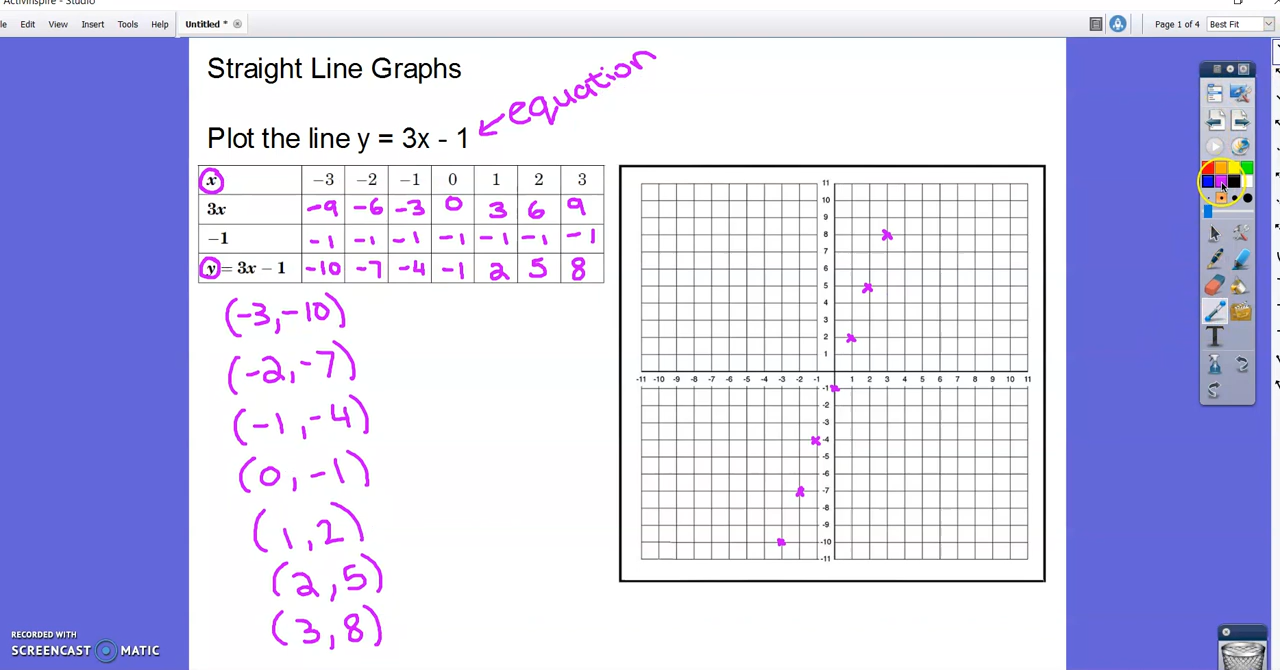 ActivInspire - Studio
Edit View Insert Tools Help Untitled * Page 1 of 4 Best Fit
Straight Line Graphs
equation
Plot the line y = 3x - 1
x −3 −2 −1 0 1 2 3
3x -9 -6 -3 0 3 6 9
−1 -1 -1 -1 -1 -1 -1 -1
y = 3x − 1 -10 -7 -4 -1 2 5 8
(-3,-10)
(-2,-7)
(-1,-4)
(0,-1)
(1,2)
(2,5)
(3,8)
11
10
9
8
7
6
5
4
3
2
1
-11 -10 -9 -8 -7 -6 -5 -4 -3 -2 -1 1 2 3 4 5 6 7 8 9 10 11
-1
-2
-3
-4
-5
-6
-7
-8
-9
-10
-11
T
RECORDED WITH
SCREENCAST MATIC